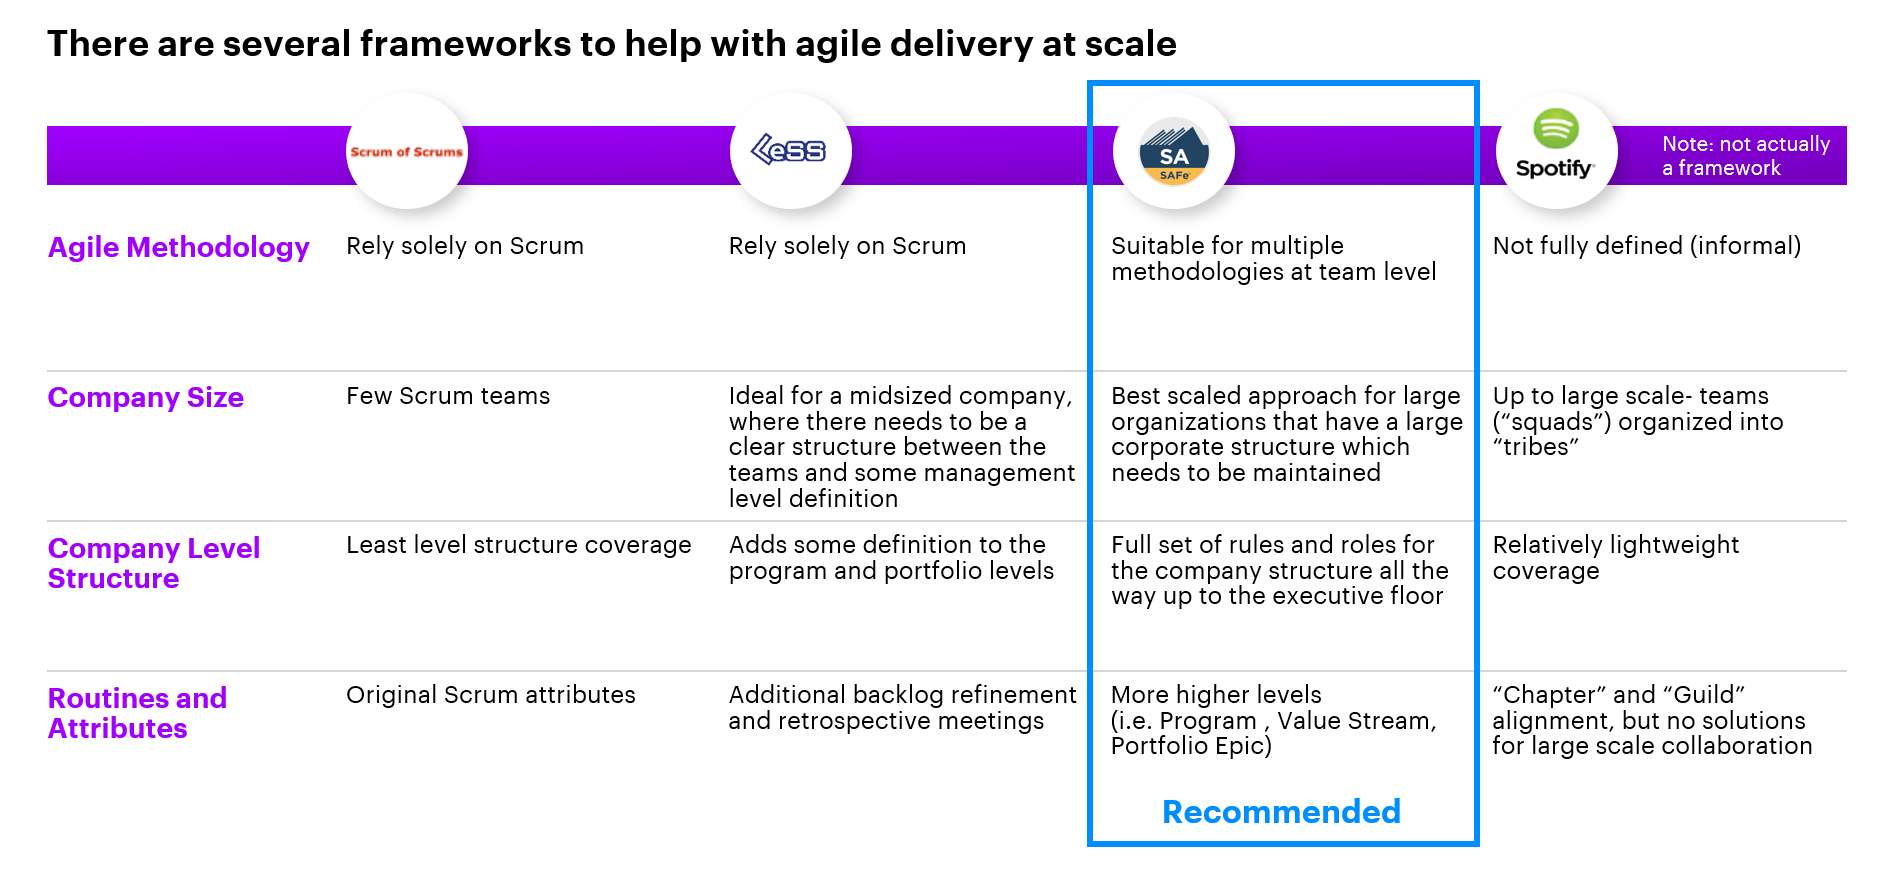 There are several frameworks to help with agile delivery at scale
Scrum of Scrums
LeSS
SA
SAFe®
Spotify®
Note: not actually
a framework
Agile Methodology
Rely solely on Scrum
Rely solely on Scrum
Suitable for multiple
methodologies at team level
Not fully defined (informal)
Company Size
Few Scrum teams
Ideal for a midsized company,
where there needs to be a
clear structure between the
teams and some management
level definition
Best scaled approach for large
organizations that have a large
corporate structure which
needs to be maintained
Up to large scale- teams
(“squads”) organized into
“tribes”
Company Level
Structure
Least level structure coverage
Adds some definition to the
program and portfolio levels
Full set of rules and roles for
the company structure all the
way up to the executive floor
Relatively lightweight
coverage
Routines and
Attributes
Original Scrum attributes
Additional backlog refinement
and retrospective meetings
More higher levels
(i.e. Program , Value Stream,
Portfolio Epic)
“Chapter” and “Guild”
alignment, but no solutions
for large scale collaboration
Recommended